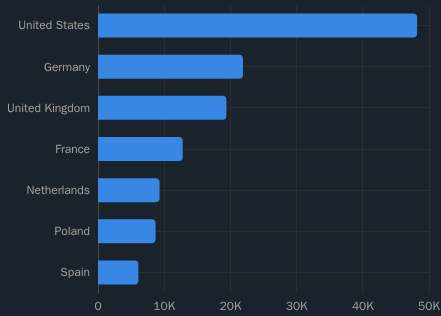 United States
Germany
United Kingdom
France
Netherlands
Poland
Spain
0 10K 20K 30K 40K 50K